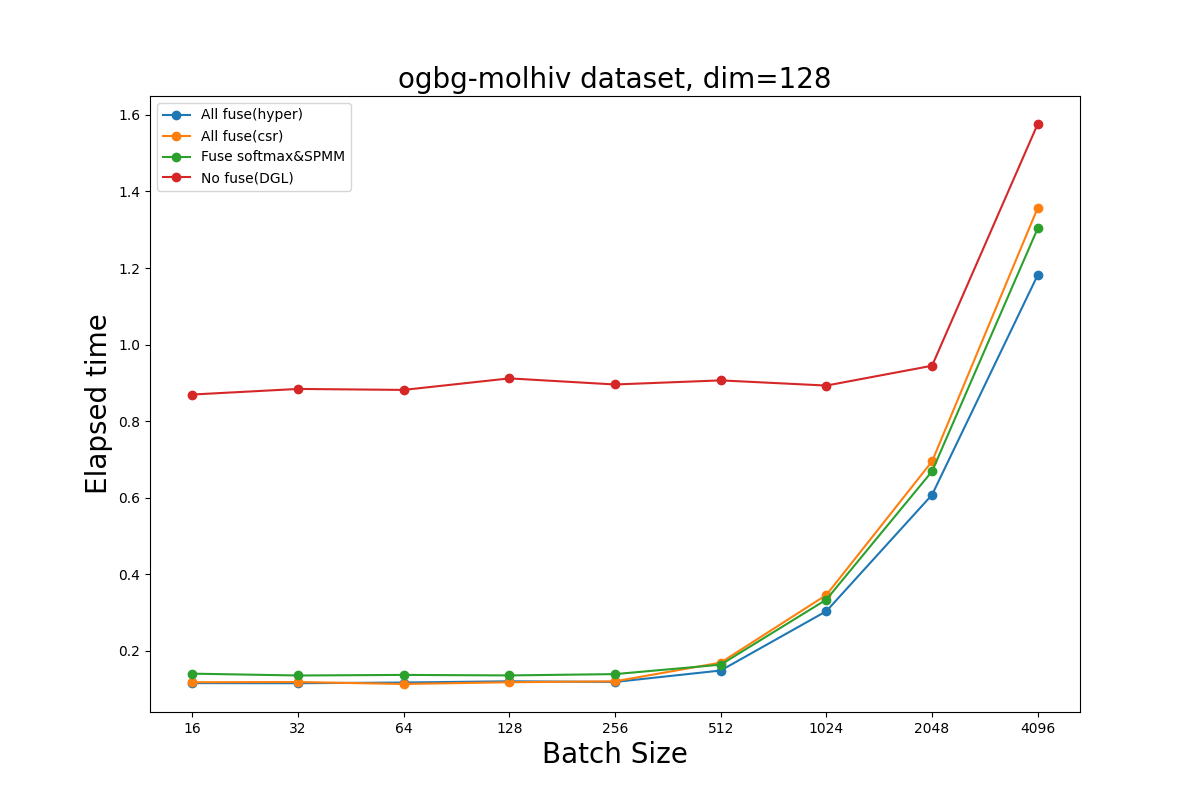 ogbg-molhiv dataset, dim=128
All fuse(hyper)
All fuse(csr)
Fuse softmax&SPMM
No fuse(DGL)
Elapsed time
1.6
1.4
1.2
1.0
0.8
0.6
0.4
0.2
16 32 64 128 256 512 1024 2048 4096
Batch Size